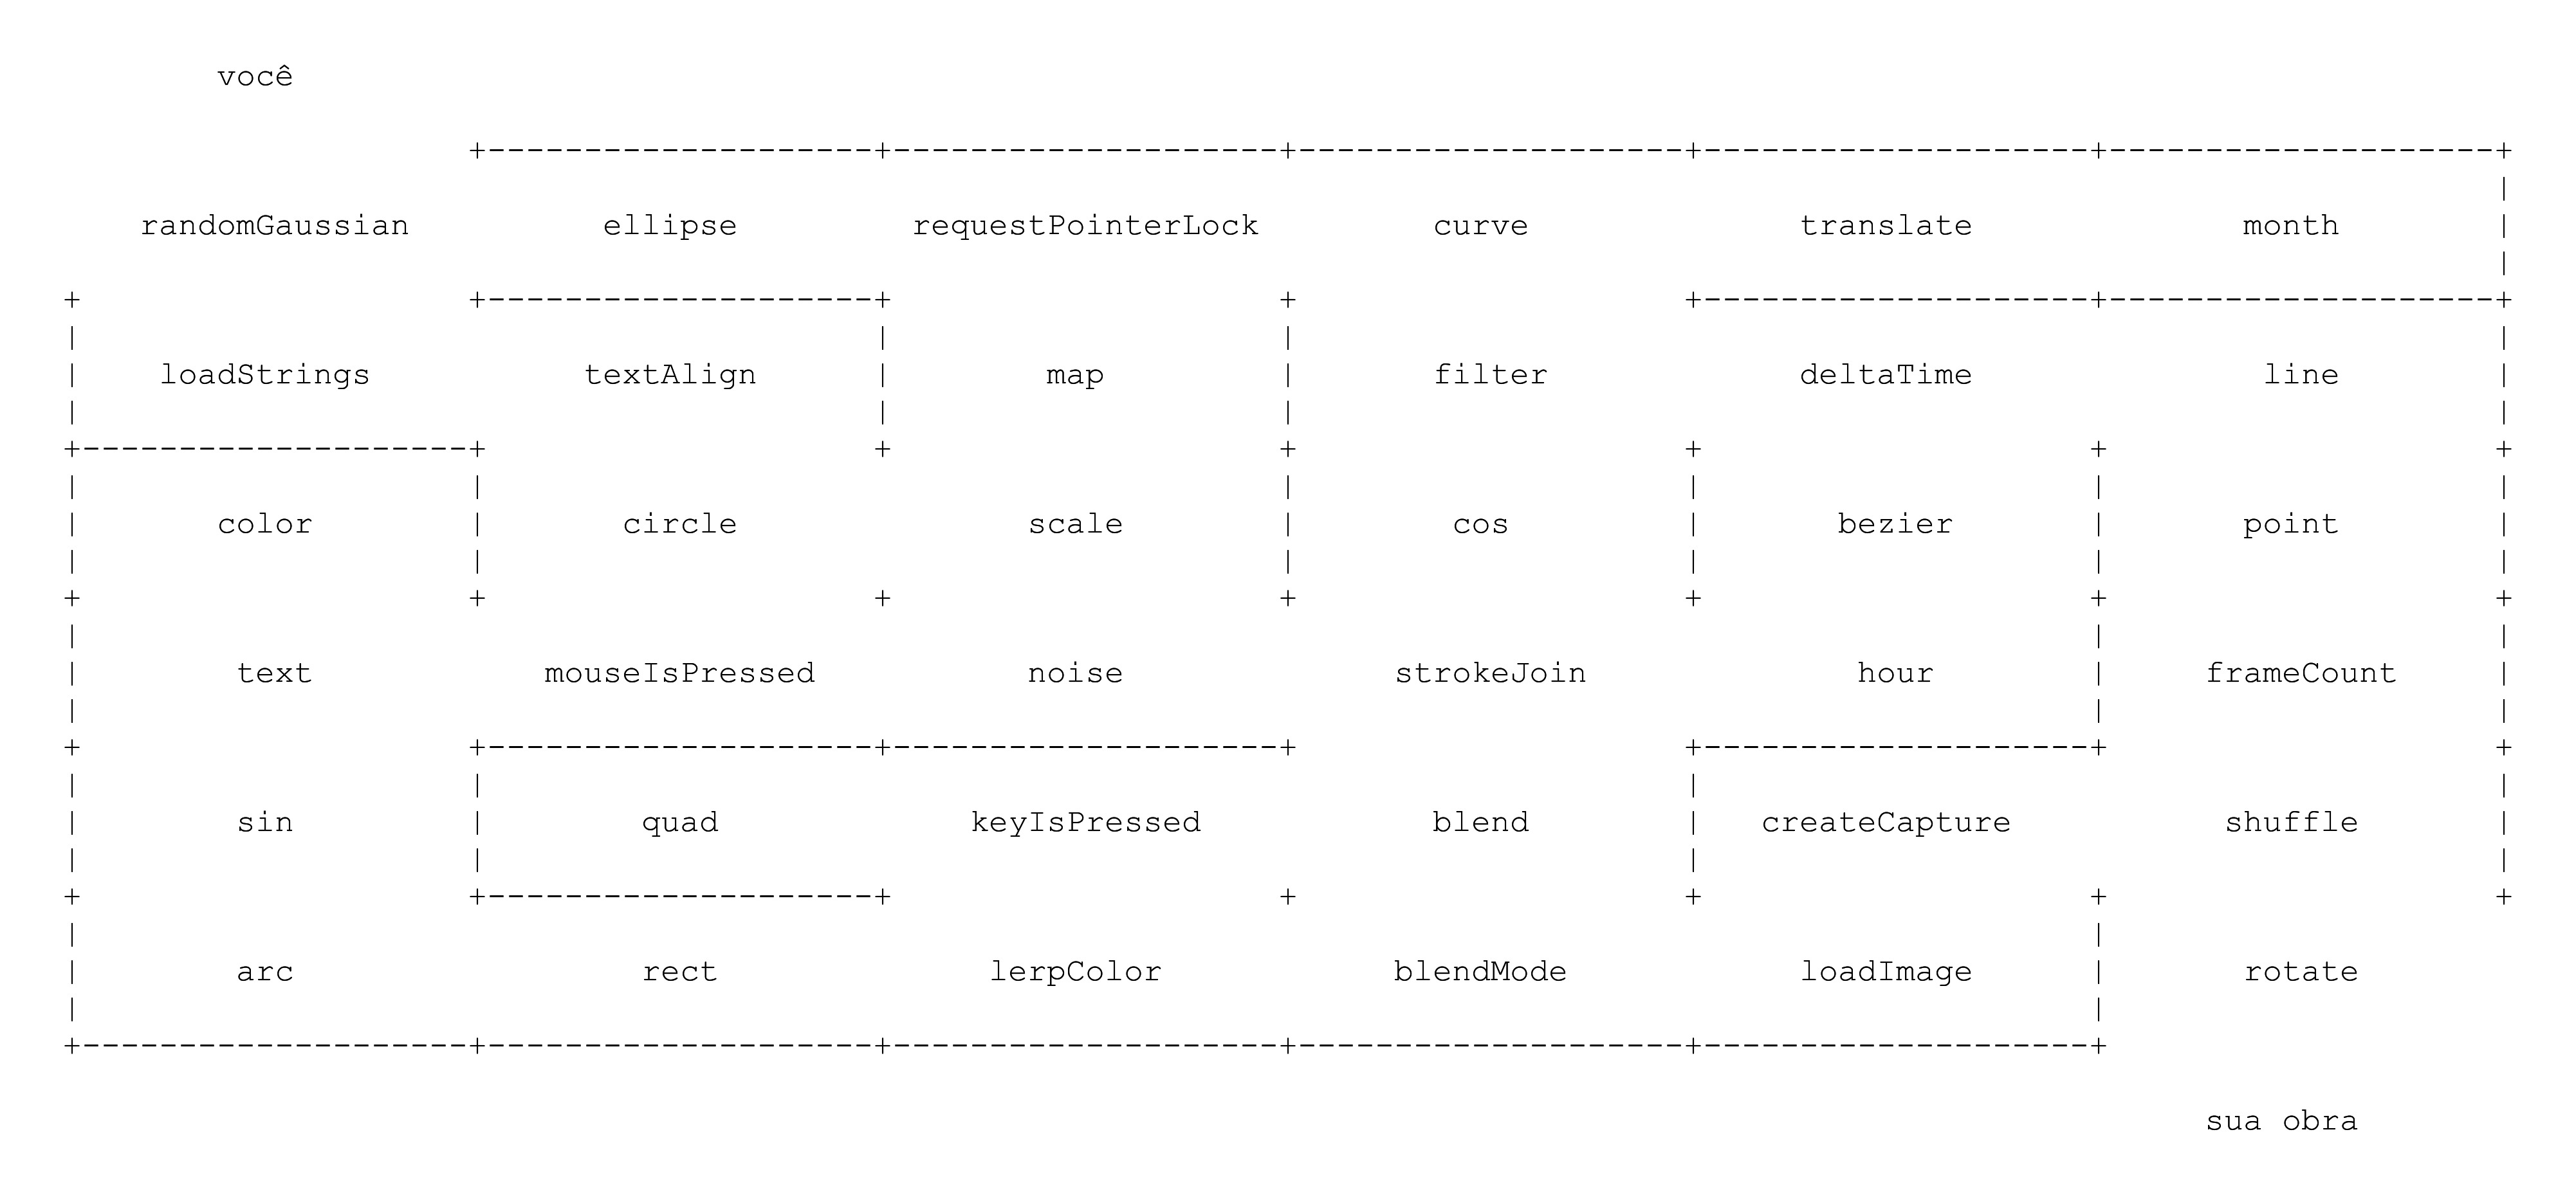 você
randomGaussian ellipse requestPointerLock curve translate month
loadStrings textAlign map filter deltaTime line
color circle scale cos bezier point
text mouseIsPressed noise strokeJoin hour frameCount
sin quad keyIsPressed blend createCapture shuffle
arc rect lerpColor blendMode loadImage rotate
sua obra